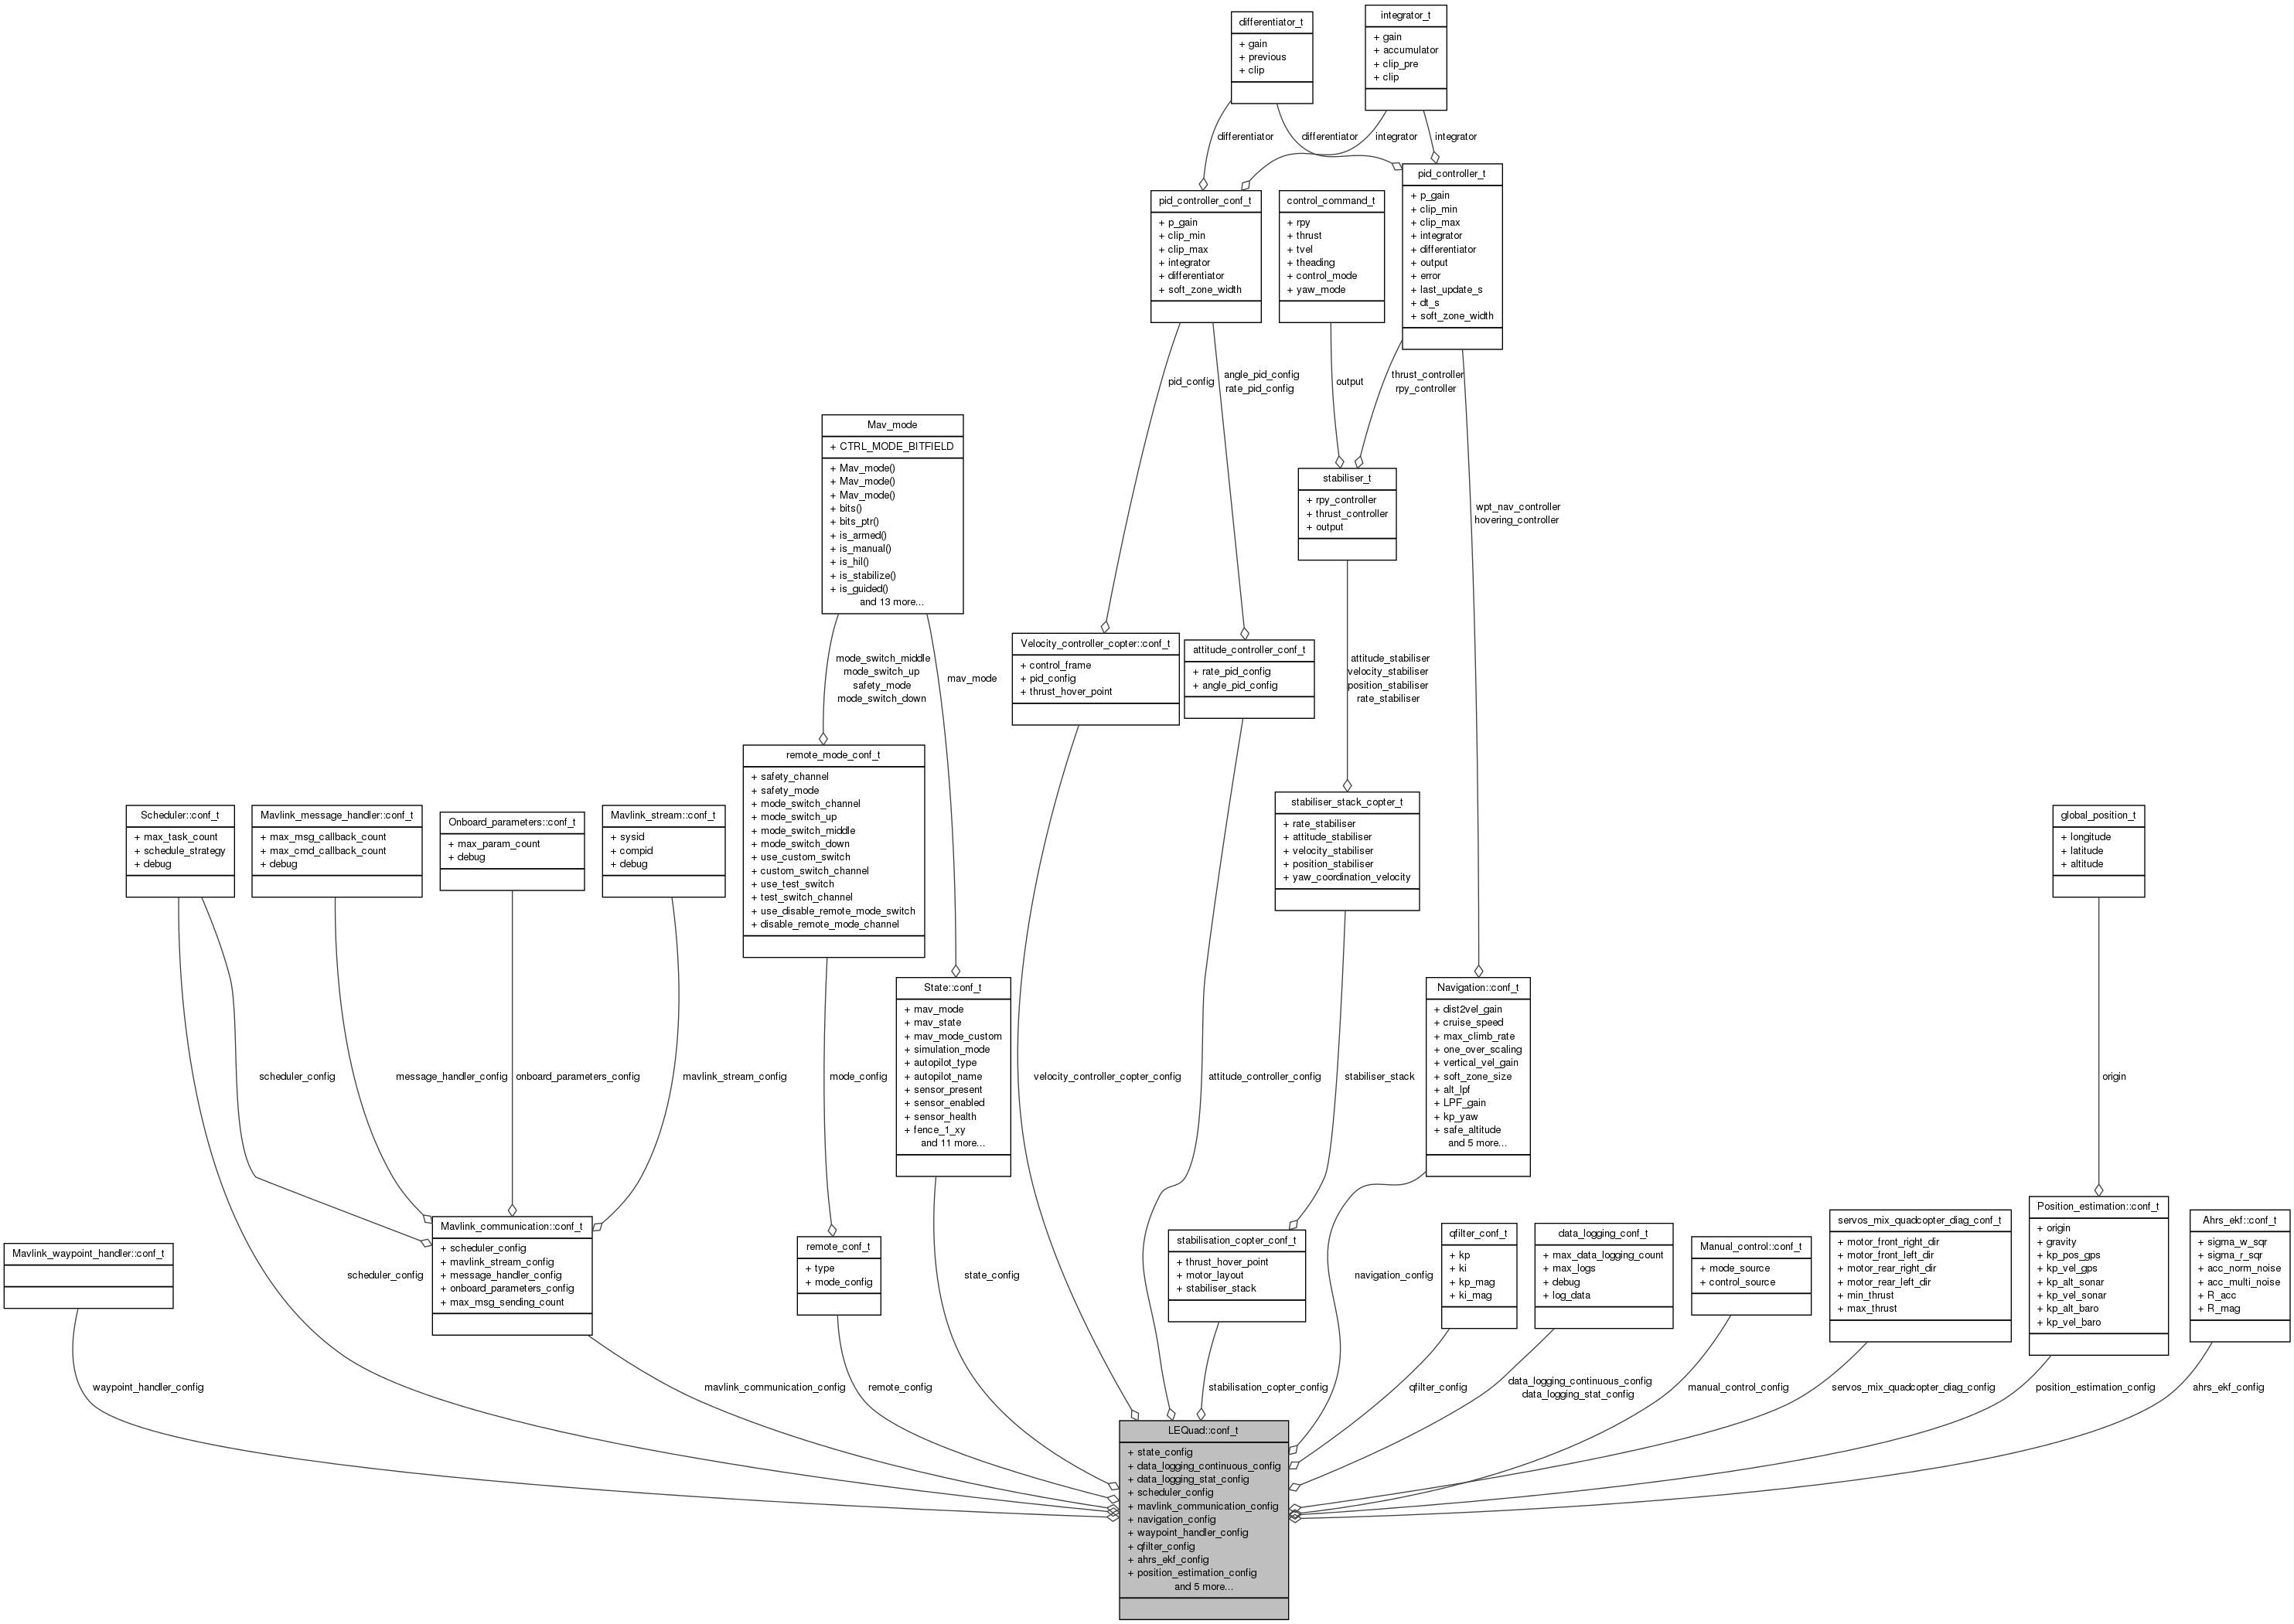 differentiator_t
+ gain
+ previous
+ clip
integrator_t
+ gain
+ accumulator
+ clip_pre
+ clip
differentiator
differentiator
integrator
integrator
pid_controller_conf_t
+ p_gain
+ clip_min
+ clip_max
+ integrator
+ differentiator
+ soft_zone_width
control_command_t
+ rpy
+ thrust
+ tvel
+ theading
+ control_mode
+ yaw_mode
pid_controller_t
+ p_gain
+ clip_min
+ clip_max
+ integrator
+ differentiator
+ output
+ error
+ last_update_s
+ dt_s
+ soft_zone_width
pid_config
angle_pid_config
rate_pid_config
output
thrust_controller
rpy_controller
Mav_mode
+ CTRL_MODE_BITFIELD
+ Mav_mode()
+ Mav_mode()
+ Mav_mode()
+ bits()
+ bits_ptr()
+ is_armed()
+ is_manual()
+ is_hil()
+ is_stabilize()
+ is_guided()
and 13 more...
stabiliser_t
+ rpy_controller
+ thrust_controller
+ output
wpt_nav_controller
hovering_controller
mode_switch_middle
mode_switch_up
safety_mode
mode_switch_down
mav_mode
Velocity_controller_copter::conf_t
+ control_frame
+ pid_config
+ thrust_hover_point
attitude_controller_conf_t
+ rate_pid_config
+ angle_pid_config
attitude_stabiliser
velocity_stabiliser
position_stabiliser
rate_stabiliser
Scheduler::conf_t
+ max_task_count
+ schedule_strategy
+ debug
Mavlink_message_handler::conf_t
+ max_msg_callback_count
+ max_cmd_callback_count
+ debug
Onboard_parameters::conf_t
+ max_param_count
+ debug
Mavlink_stream::conf_t
+ sysid
+ compid
+ debug
remote_mode_conf_t
+ safety_channel
+ safety_mode
+ mode_switch_channel
+ mode_switch_up
+ mode_switch_middle
+ mode_switch_down
+ use_custom_switch
+ custom_switch_channel
+ use_test_switch
+ test_switch_channel
+ use_disable_remote_mode_switch
+ disable_remote_mode_channel
stabiliser_stack_copter_t
+ rate_stabiliser
+ attitude_stabiliser
+ velocity_stabiliser
+ position_stabiliser
+ yaw_coordination_velocity
global_position_t
+ longitude
+ latitude
+ altitude
State::conf_t
+ mav_mode
+ mav_state
+ mav_mode_custom
+ simulation_mode
+ autopilot_type
+ autopilot_name
+ sensor_present
+ sensor_enabled
+ sensor_health
+ fence_1_xy
and 11 more...
Navigation::conf_t
+ dist2vel_gain
+ cruise_speed
+ max_climb_rate
+ one_over_scaling
+ vertical_vel_gain
+ soft_zone_size
+ alt_lpf
+ LPF_gain
+ kp_yaw
+ safe_altitude
and 5 more...
scheduler_config
message_handler_config
onboard_parameters_config
mavlink_stream_config
mode_config
velocity_controller_copter_config
attitude_controller_config
stabiliser_stack
origin
Mavlink_waypoint_handler::conf_t
Mavlink_communication::conf_t
+ scheduler_config
+ mavlink_stream_config
+ message_handler_config
+ onboard_parameters_config
+ max_msg_sending_count
remote_conf_t
+ type
+ mode_config
stabilisation_copter_conf_t
+ thrust_hover_point
+ motor_layout
+ stabiliser_stack
qfilter_conf_t
+ kp
+ ki
+ kp_mag
+ ki_mag
data_logging_conf_t
+ max_data_logging_count
+ max_logs
+ debug
+ log_data
Manual_control::conf_t
+ mode_source
+ control_source
servos_mix_quadcopter_diag_conf_t
+ motor_front_right_dir
+ motor_front_left_dir
+ motor_rear_right_dir
+ motor_rear_left_dir
+ min_thrust
+ max_thrust
Position_estimation::conf_t
+ origin
+ gravity
+ kp_pos_gps
+ kp_vel_gps
+ kp_alt_sonar
+ kp_vel_sonar
+ kp_alt_baro
+ kp_vel_baro
Ahrs_ekf::conf_t
+ sigma_w_sqr
+ sigma_r_sqr
+ acc_norm_noise
+ acc_multi_noise
+ R_acc
+ R_mag
scheduler_config
state_config
navigation_config
waypoint_handler_config
mavlink_communication_config
remote_config
stabilisation_copter_config
qfilter_config
data_logging_continuous_config
data_logging_stat_config
manual_control_config
servos_mix_quadcopter_diag_config
position_estimation_config
ahrs_ekf_config
LEQuad::conf_t
+ state_config
+ data_logging_continuous_config
+ data_logging_stat_config
+ scheduler_config
+ mavlink_communication_config
+ navigation_config
+ waypoint_handler_config
+ qfilter_config
+ ahrs_ekf_config
+ position_estimation_config
and 5 more...